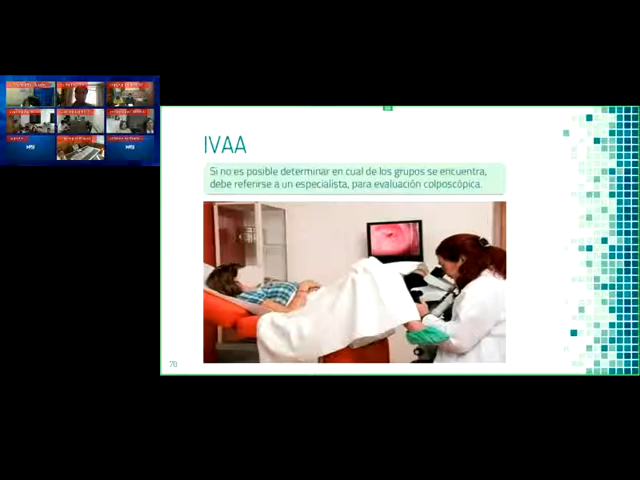 IVAA
Si no es posible determinar en cual de los grupos se encuentra,
debe referirse a un especialista, para evaluación colposcópica.
70